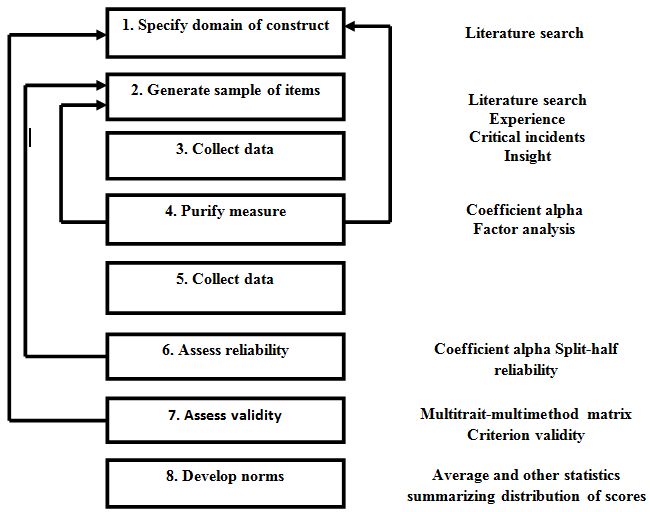 1. Specify domain of construct
Literature search
2. Generate sample of items
Literature search
Experience
Critical incidents
Insight
3. Collect data
4. Purify measure
Coefficient alpha
Factor analysis
5. Collect data
6. Assess reliability
Coefficient alpha Split-half
reliability
7. Assess validity
Multitrait-multimethod matrix
Criterion validity
8. Develop norms
Average and other statistics
summarizing distribution of scores